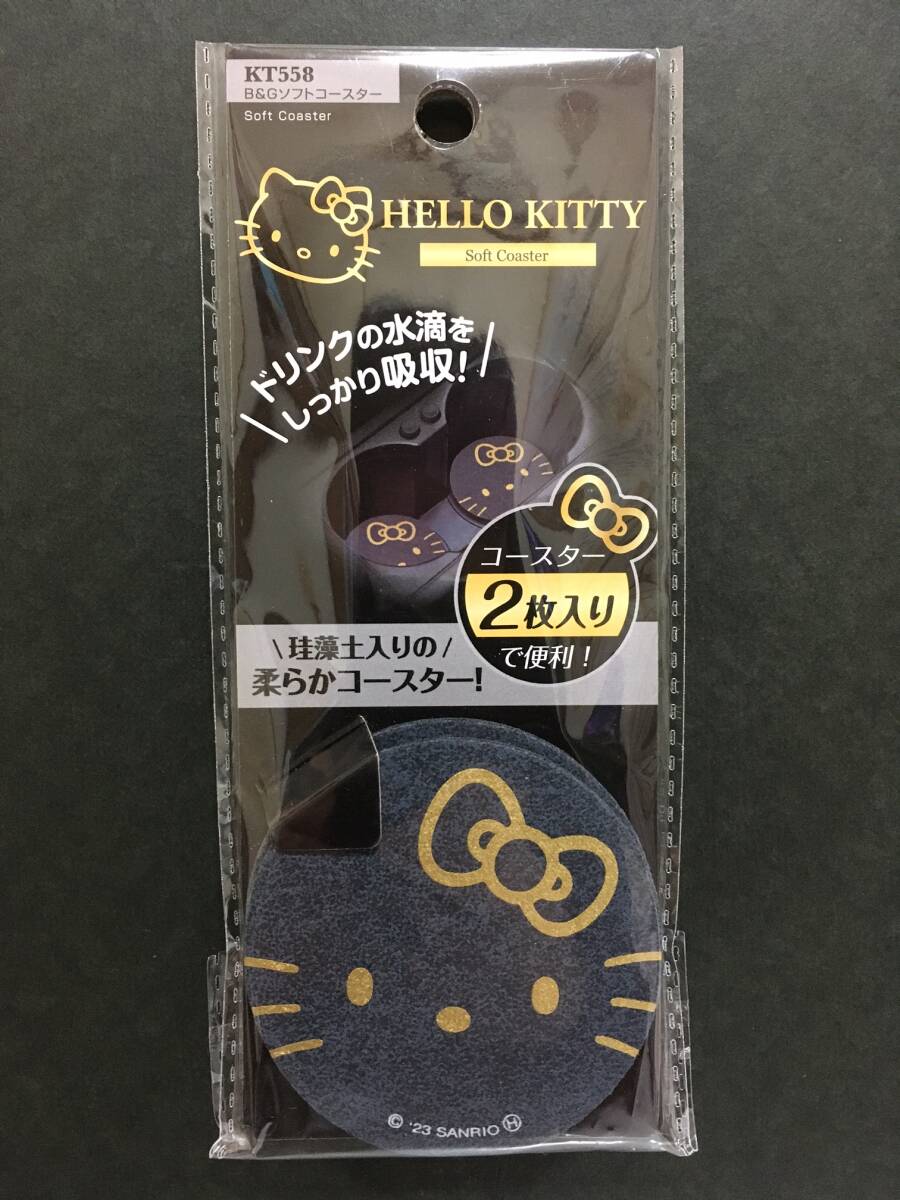 KT558
B&Gソフトコースター
Soft Coaster
HELLO KITTY
Soft Coaster
ドリンクの水滴を
しっかり吸収!
コースター
2枚入り
で便利!
珪藻土入りの
柔らかコースター!
© '23 SANRIO Ⓗ